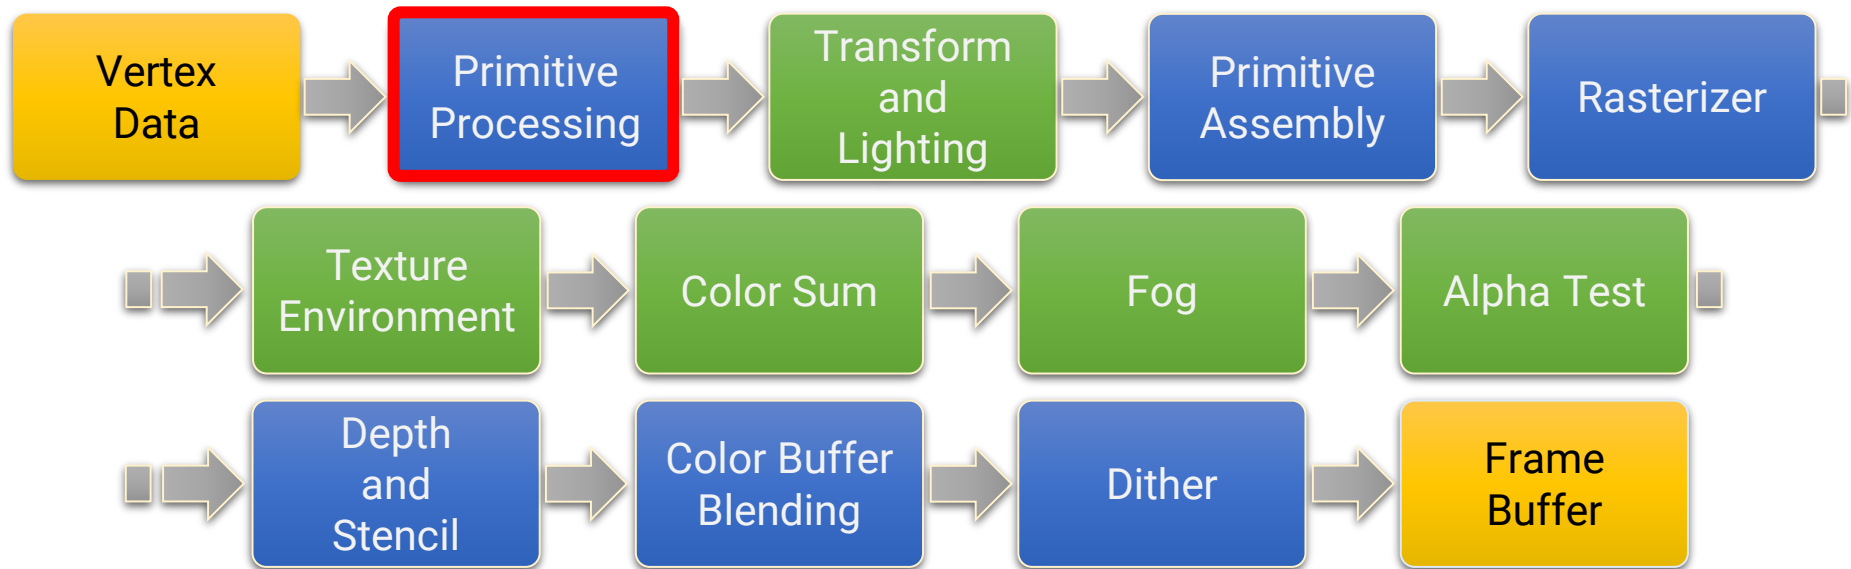 Vertex
Data
Primitive
Processing
Transform
and
Lighting
Primitive
Assembly
Rasterizer
Texture
Environment
Color Sum
Fog
Alpha Test
Depth
and
Stencil
Color Buffer
Blending
Dither
Frame
Buffer